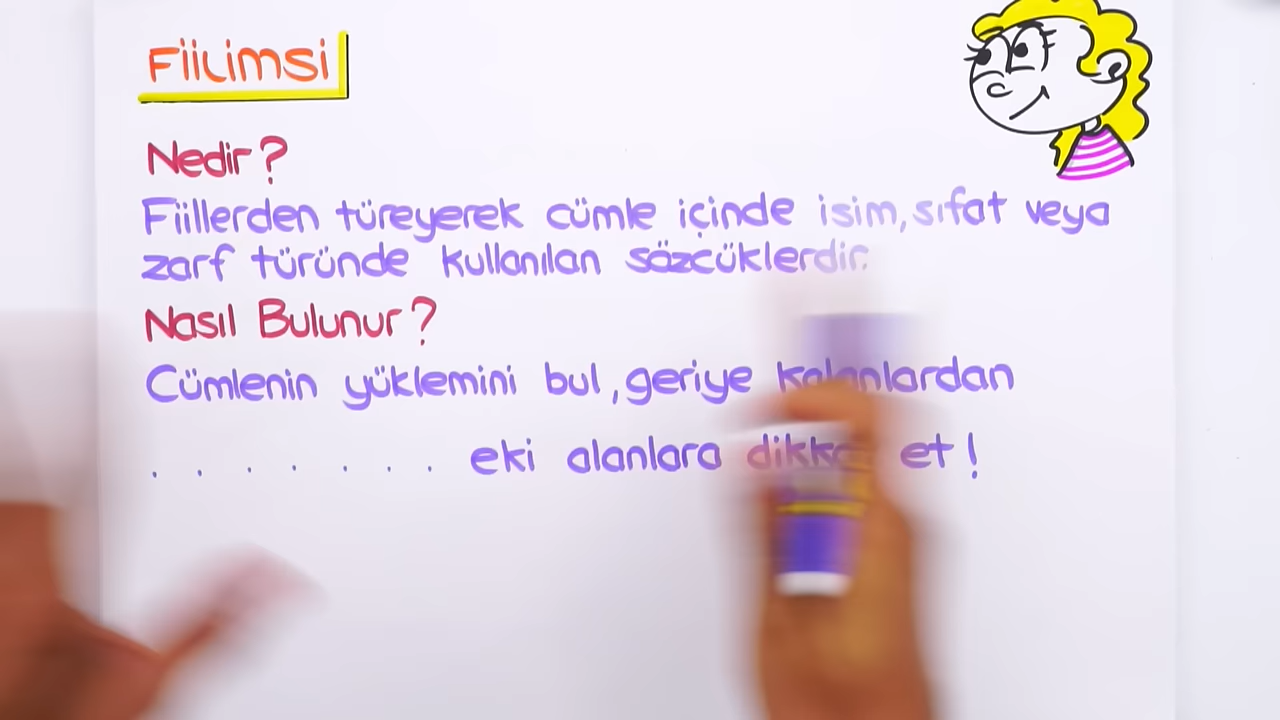 Fiilimsi
Nedir?
Fiillerden türeyerek cümle içinde isim, sıfat veya
zarf türünde kullanılan sözcüklerdir.
Nasıl Bulunur?
Cümlenin yüklemini bul, geriye kalanlardan
. . . . . . . eki alanlara dikkat et!